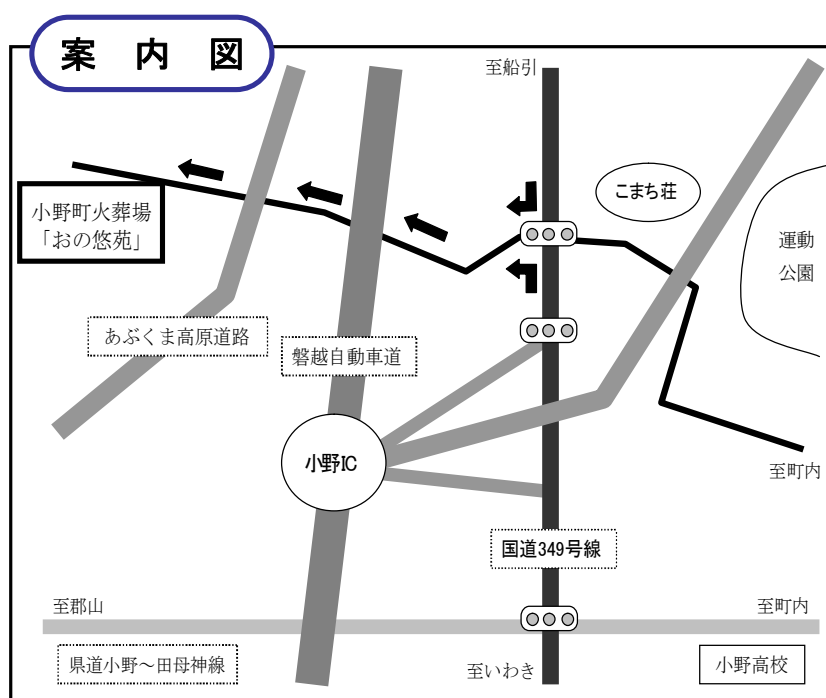 案 内 図
至船引
こまち荘
小野町火葬場
「おの悠苑」
運動
公園
あぶくま高原道路
磐越自動車道
小野IC
至町内
国道349号線
至郡山
至町内
県道小野～田母神線
至いわき
小野高校